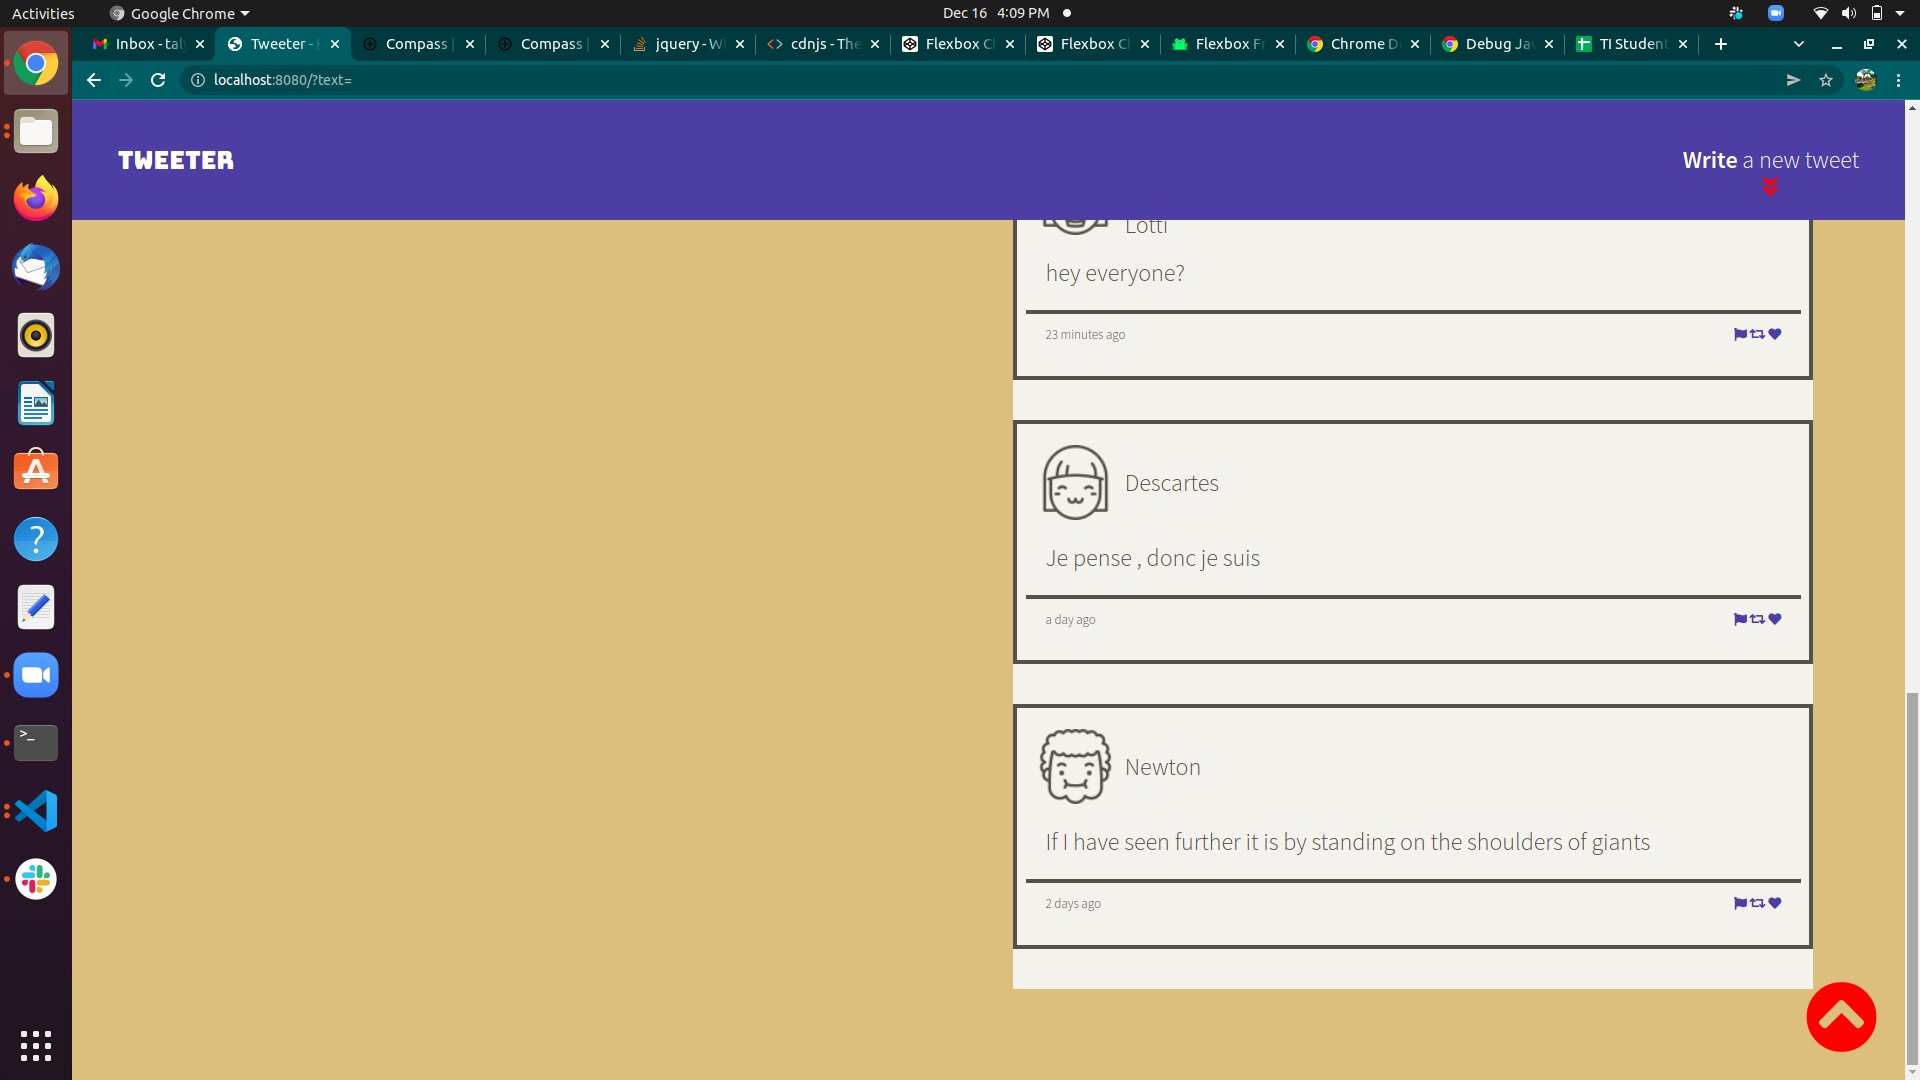 Activities
Google Chrome
Dec 16 4:09 PM
Inbox - tal
Tweeter -
Compass
Compass
jquery - W
cdnjs - The
Flexbox C
Flexbox C
Flexbox Fr
Chrome D
Debug Jav
TI Student
localhost:8080/?text=
TWEETER
Write a new tweet
Lotti
hey everyone?
23 minutes ago
Descartes
Je pense , donc je suis
a day ago
Newton
If I have seen further it is by standing on the shoulders of giants
2 days ago